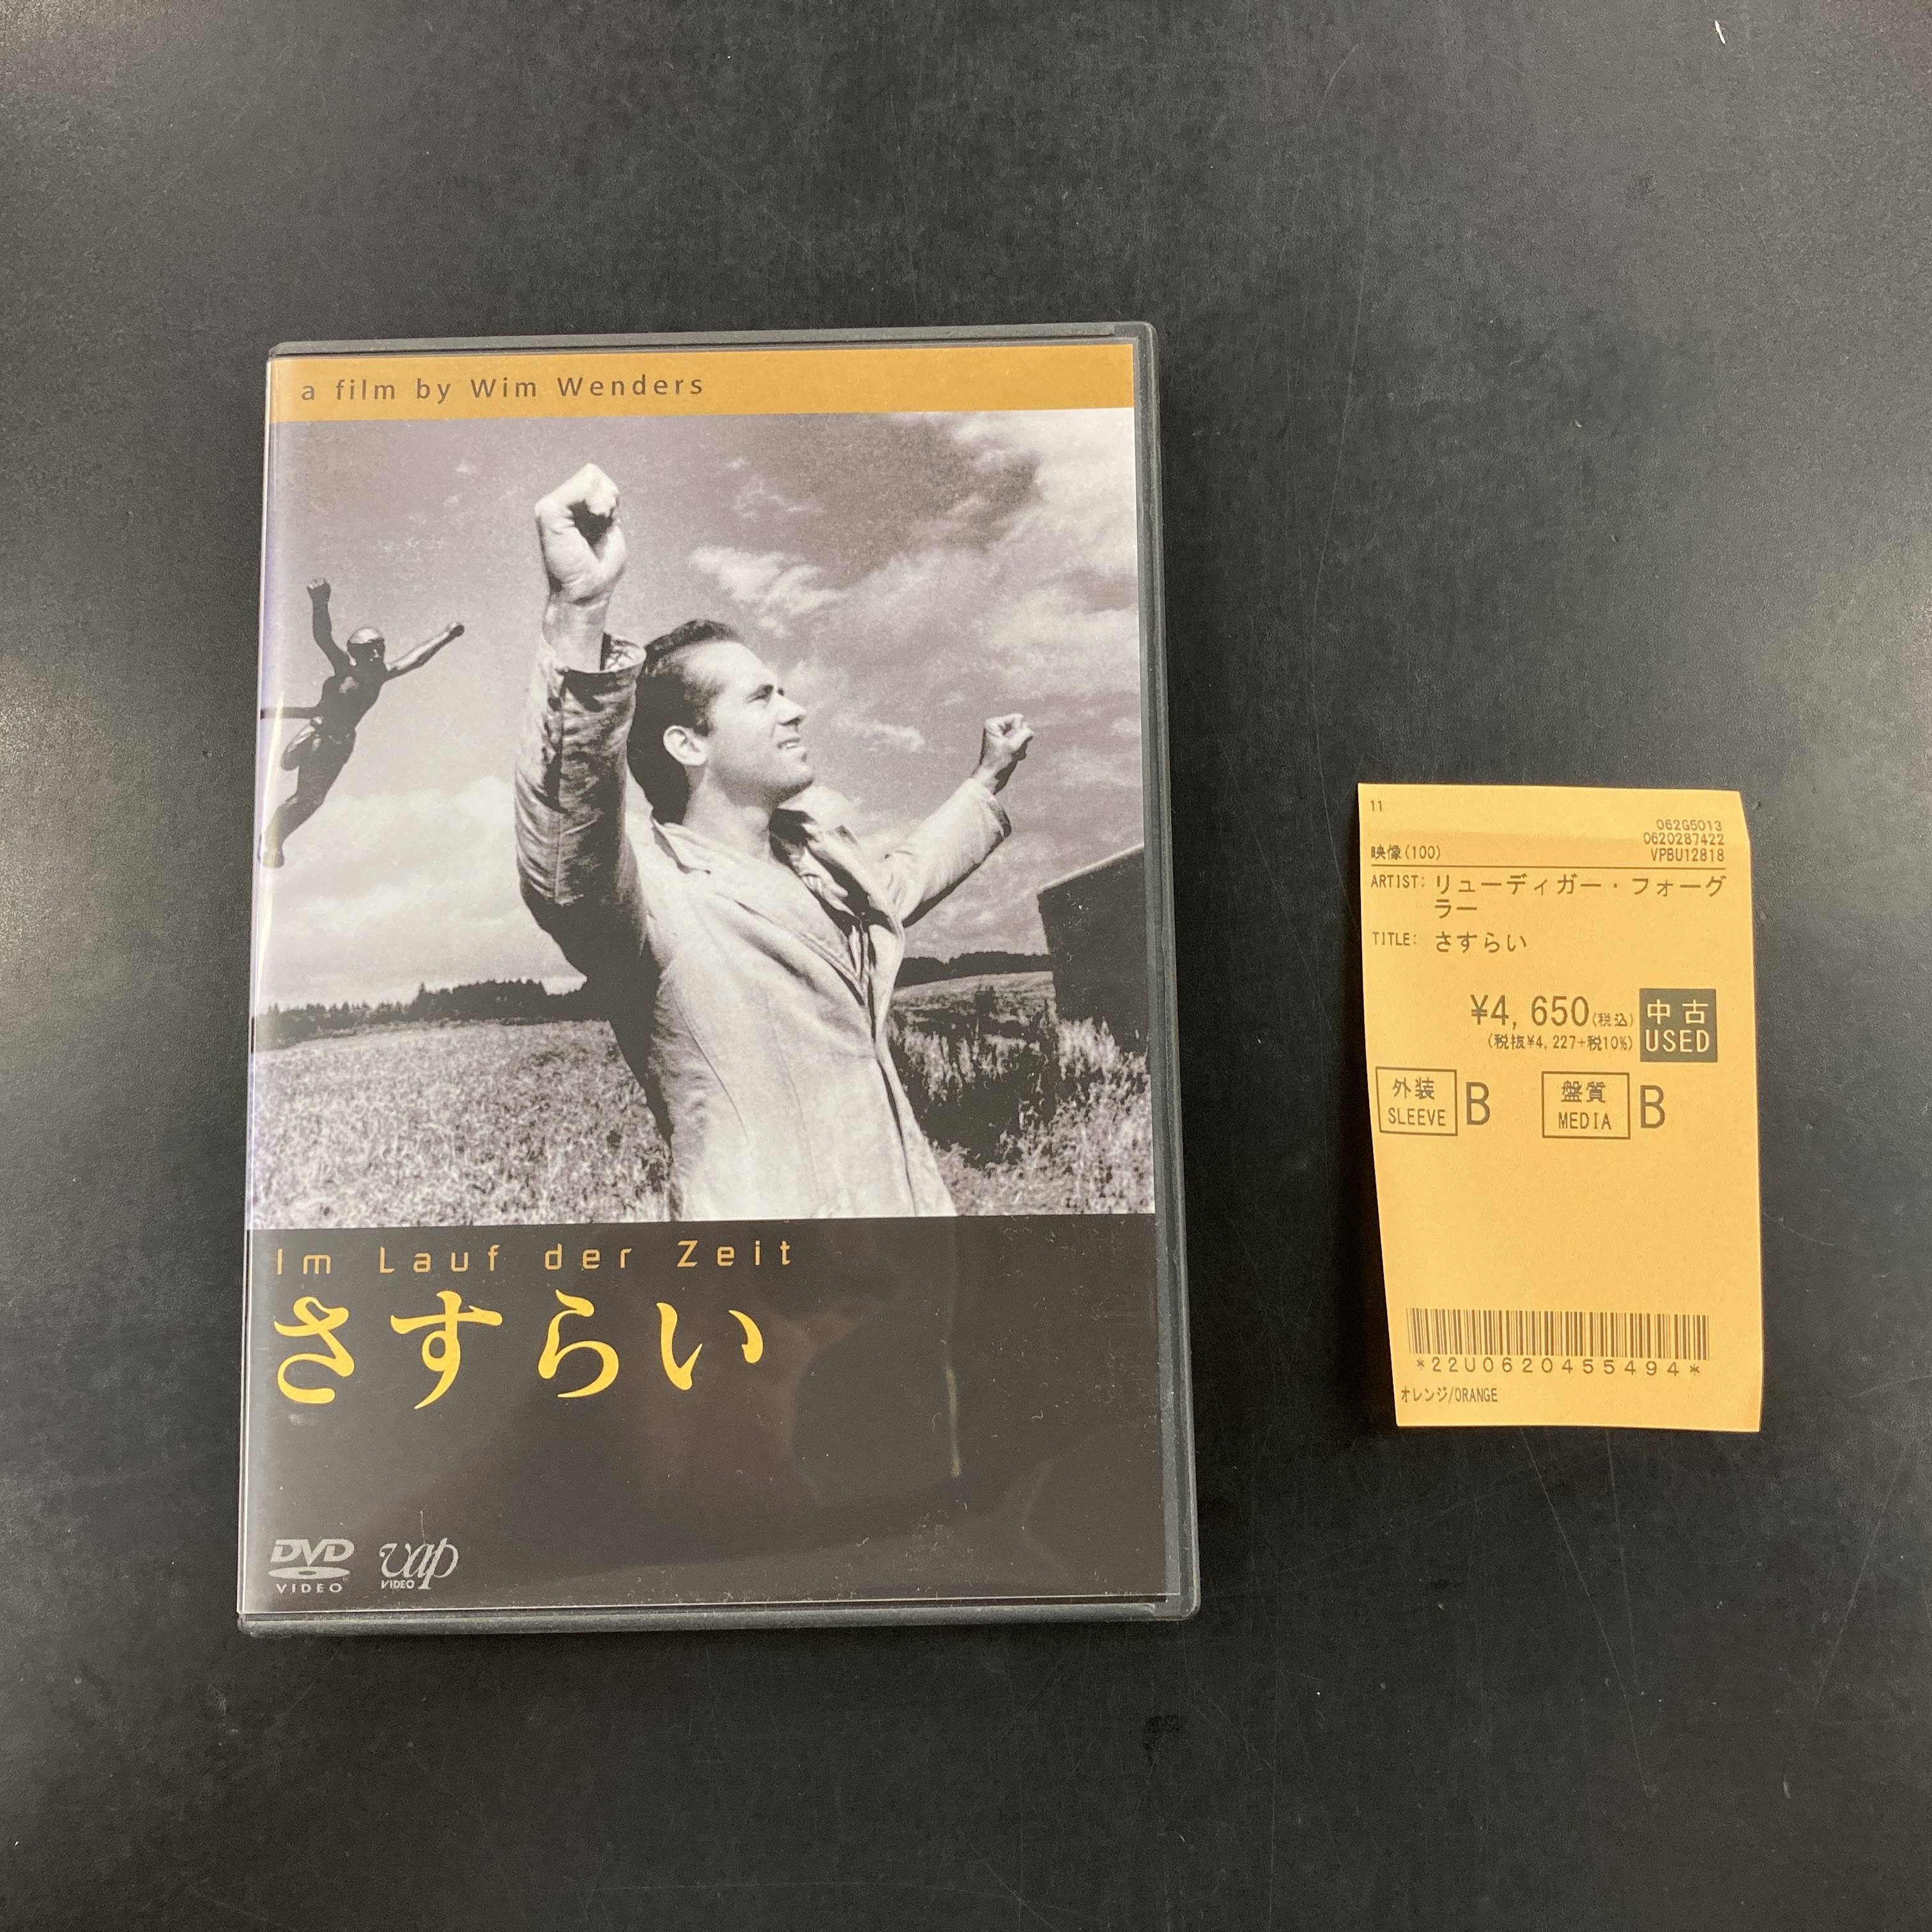 a film by Wim Wenders
Im Lauf der Zeit
さすらい
DVD
VIDEO
vap
VIDEO
11
062G5013
0620287422
映像(100)
VPBU12818
ARTIST: リューディガー・フォーグ
ラー
TITLE: さすらい
¥4,650(税込)
(税抜¥4,227+税10%)
中古
USED
外装
SLEEVE
B
盤質
MEDIA
B
*22U0620455494*
オレンジ/ORANGE